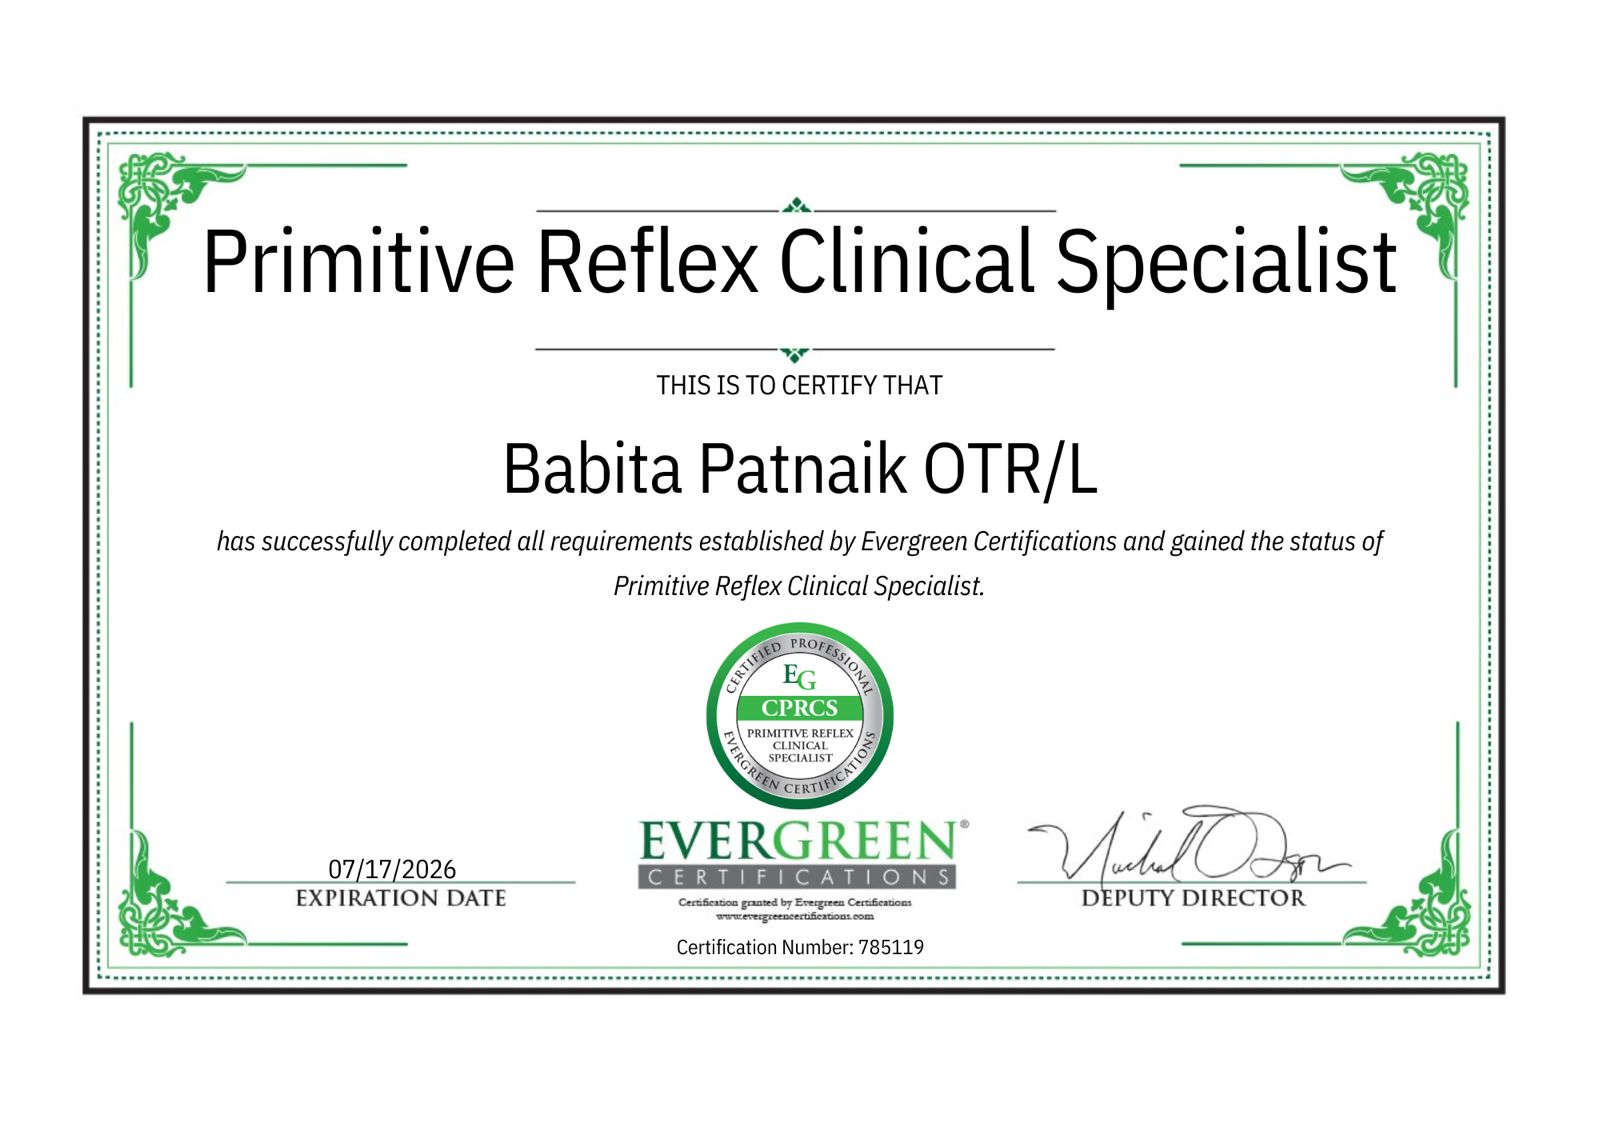 Primitive Reflex Clinical Specialist
THIS IS TO CERTIFY THAT
Babita Patnaik OTR/L
has successfully completed all requirements established by Evergreen Certifications and gained the status of
Primitive Reflex Clinical Specialist.
CERTIFIED PROFESSIONAL
EG
CPRCS
PRIMITIVE REFLEX
CLINICAL
SPECIALIST
EVERGREEN CERTIFICATIONS
EVERGREEN®
CERTIFICATIONS
07/17/2026
EXPIRATION DATE
DEPUTY DIRECTOR
Certification granted by Evergreen Certifications
www.evergreencertifications.com
Certification Number: 785119